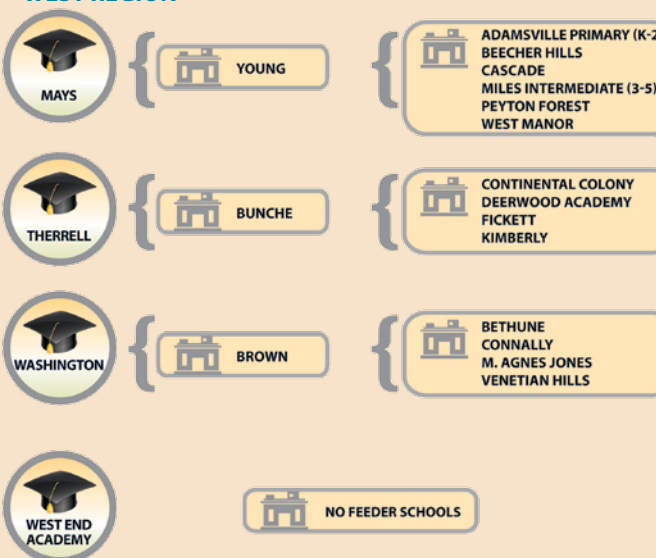 WEST REGION
MAYS
YOUNG
ADAMSVILLE PRIMARY (K-2
BEECHER HILLS
CASCADE
MILES INTERMEDIATE (3-5)
PEYTON FOREST
WEST MANOR
THERRELL
BUNCHE
CONTINENTAL COLONY
DEERWOOD ACADEMY
FICKETT
KIMBERLY
WASHINGTON
BROWN
BETHUNE
CONNALLY
M. AGNES JONES
VENETIAN HILLS
WEST END
ACADEMY
NO FEEDER SCHOOLS